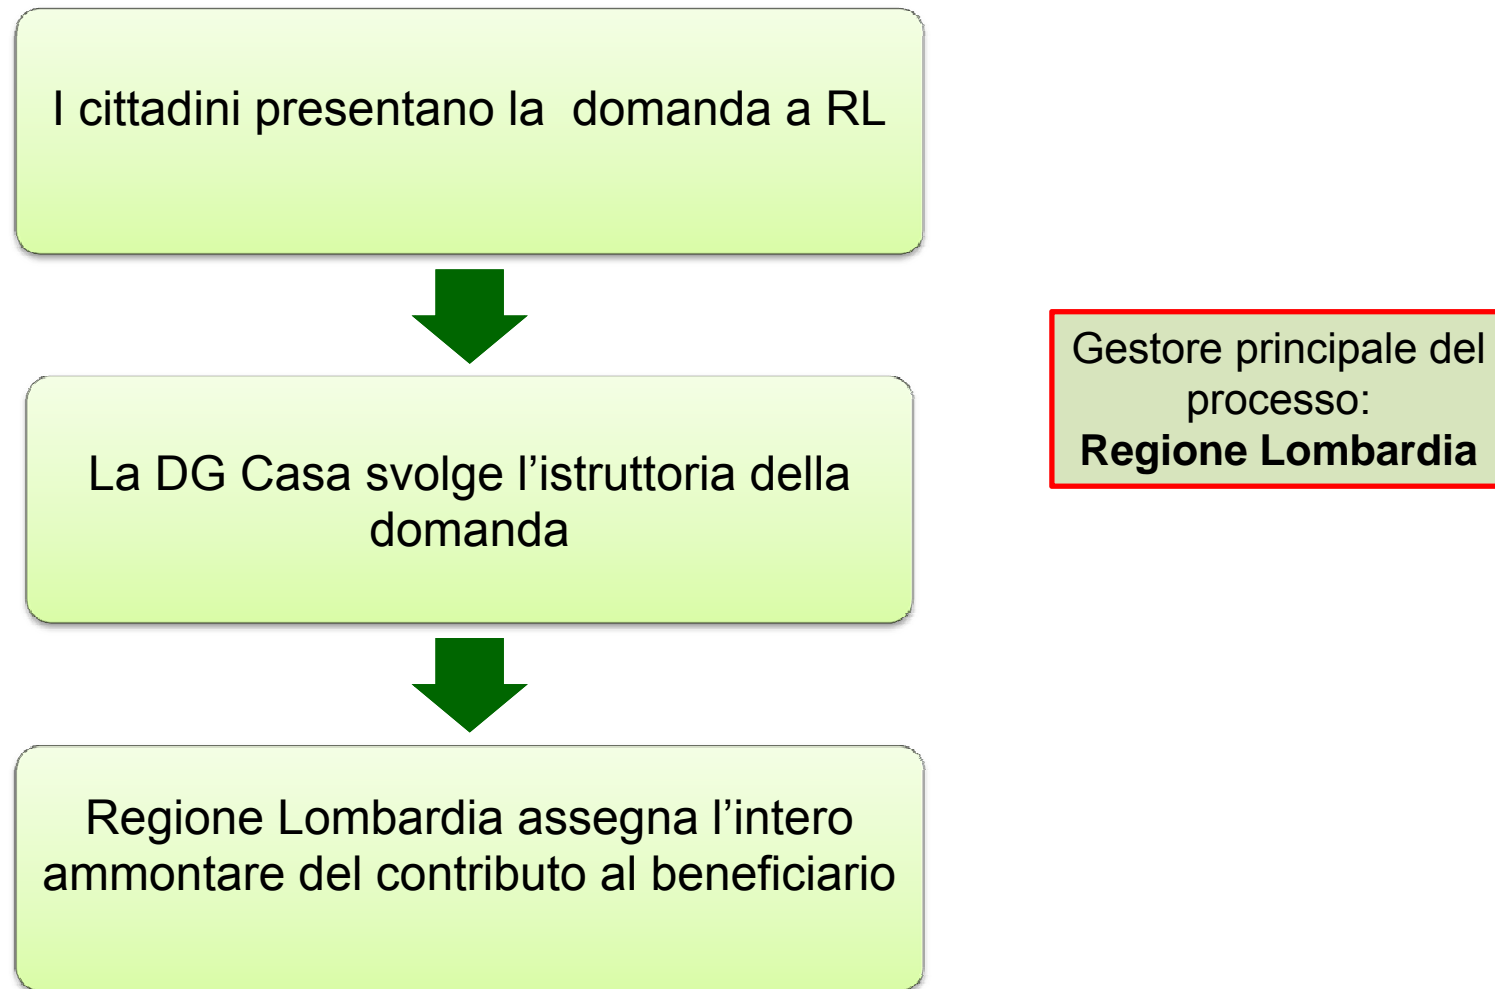 I cittadini presentano la  domanda a RL
La DG Casa svolge l’istruttoria della
domanda
Regione Lombardia assegna l’intero
ammontare del contributo al beneficiario
Gestore principale del
processo:
Regione Lombardia